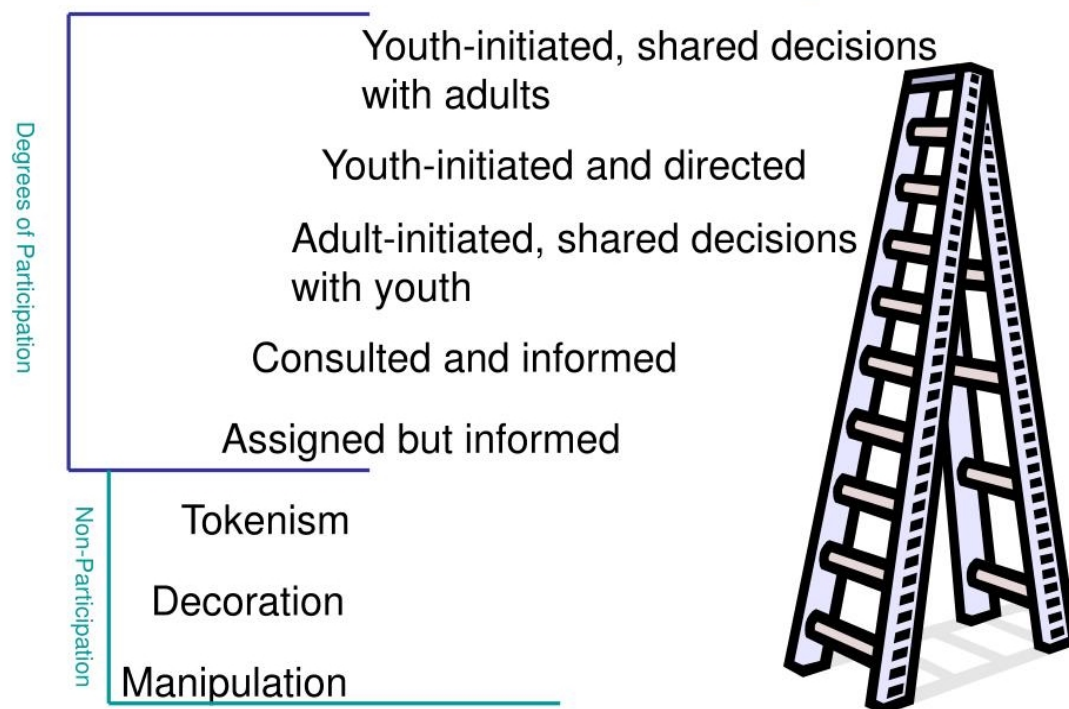 Youth-initiated, shared decisions
with adults
Youth-initiated and directed
Adult-initiated, shared decisions
with youth
Consulted and informed
Assigned but informed
Degrees of Participation
Tokenism
Decoration
Manipulation
Non-Participation